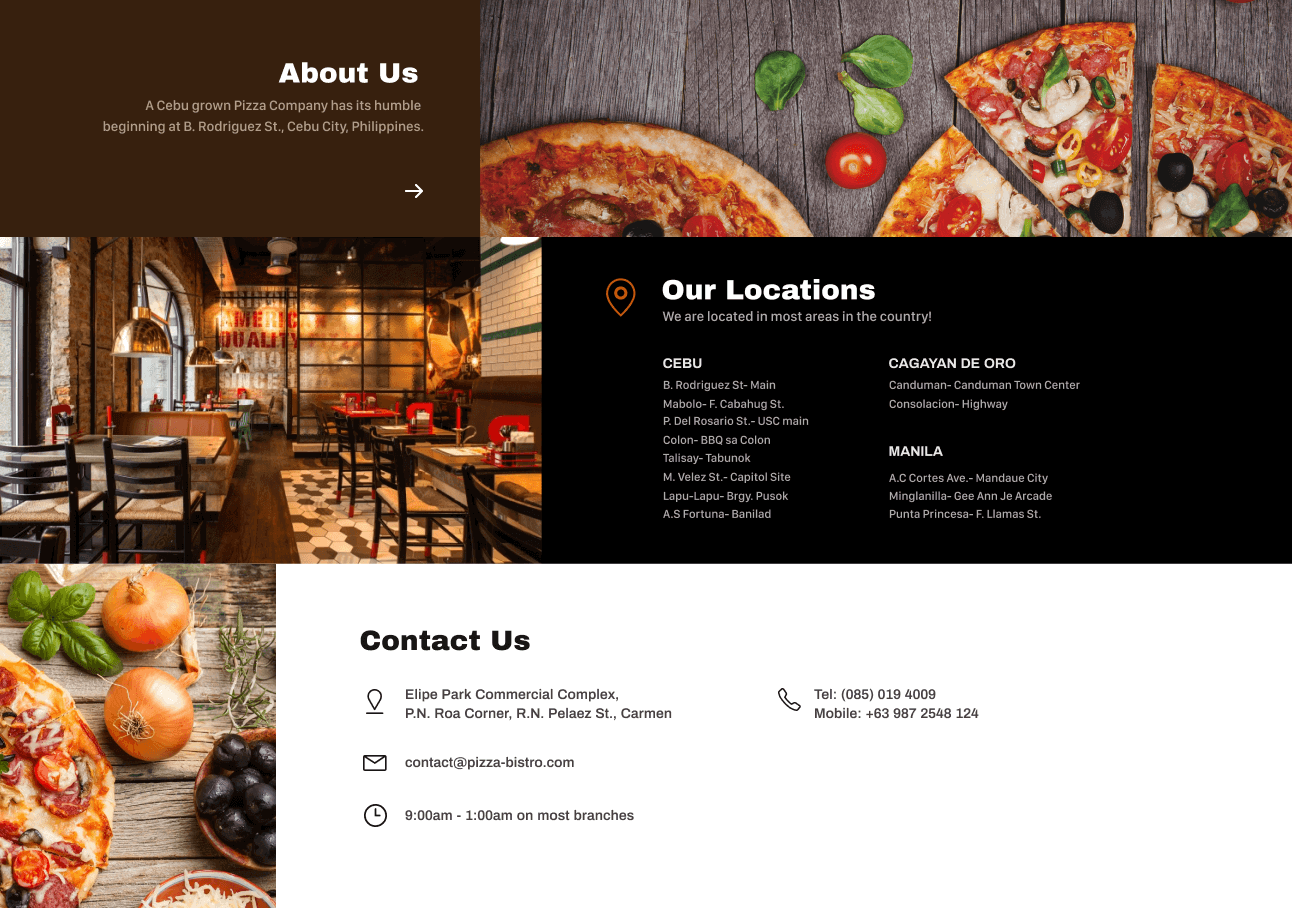 About Us
A Cebu grown Pizza Company has its humble
beginning at B. Rodriguez St., Cebu City, Philippines.
AMERIC
QUALITY
Our Locations
We are located in most areas in the country!
CEBU
B. Rodriguez St- Main
Mabolo- F. Cabahug St.
P. Del Rosario St.- USC main
Colon- BBQ sa Colon
Talisay- Tabunok
M. Velez St.- Capitol Site
Lapu-Lapu- Brgy. Pusok
A.S Fortuna- Banilad
CAGAYAN DE ORO
Canduman- Canduman Town Center
Consolacion- Highway
MANILA
A.C Cortes Ave.- Mandaue City
Minglanilla- Gee Ann Je Arcade
Punta Princesa- F. Llamas St.
Contact Us
Elipe Park Commercial Complex,
P.N. Roa Corner, R.N. Pelaez St., Carmen
Tel: (085) 019 4009
Mobile: +63 987 2548 124
contact@pizza-bistro.com
9:00am - 1:00am on most branches